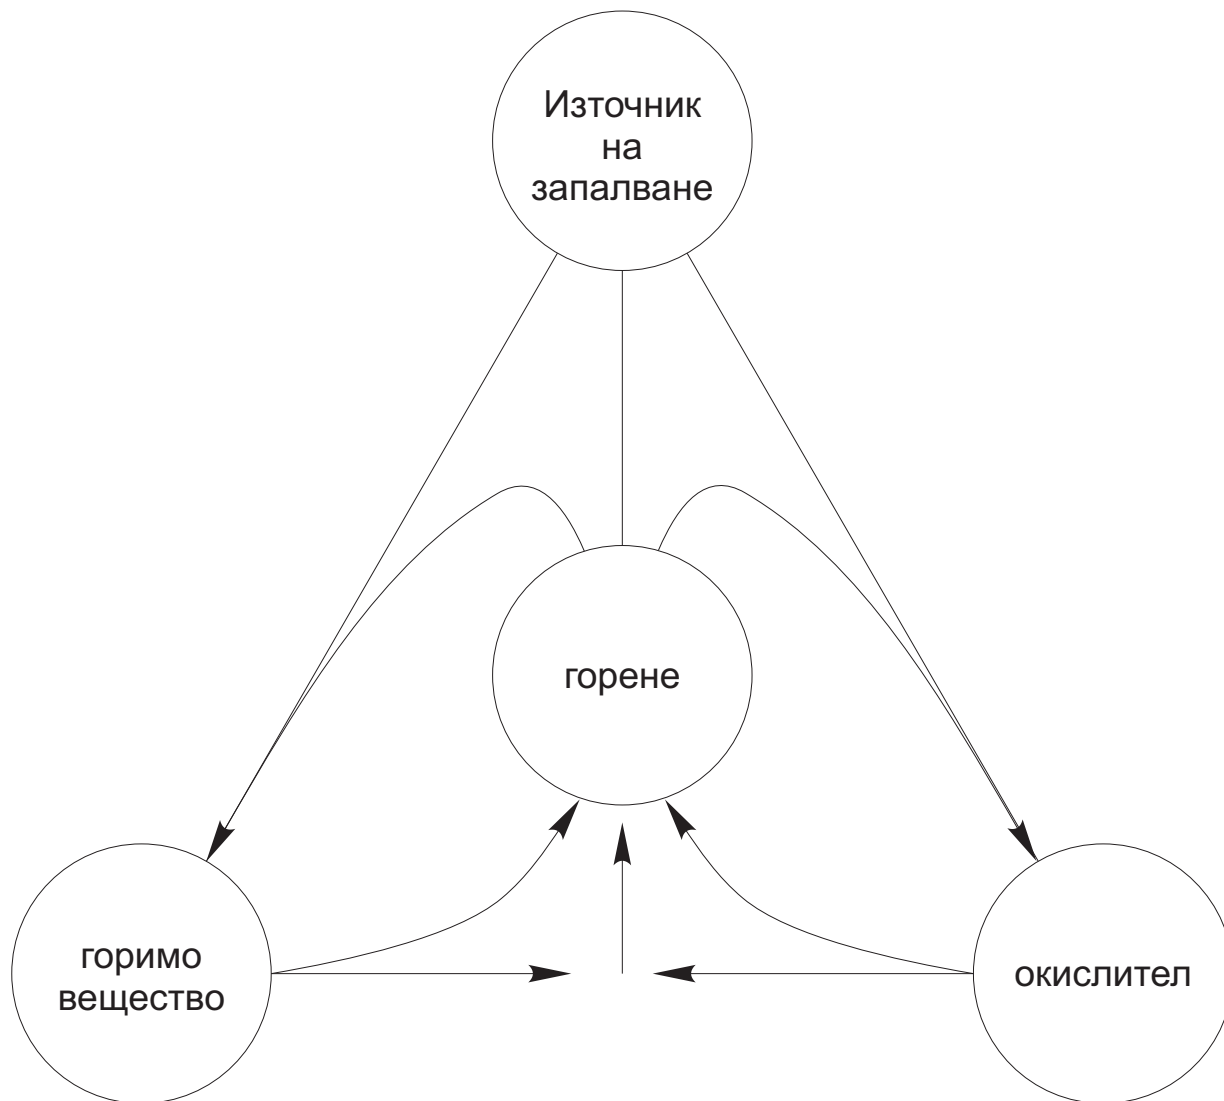 Източник
на
запалване
горене
горимо
вещество
окислител